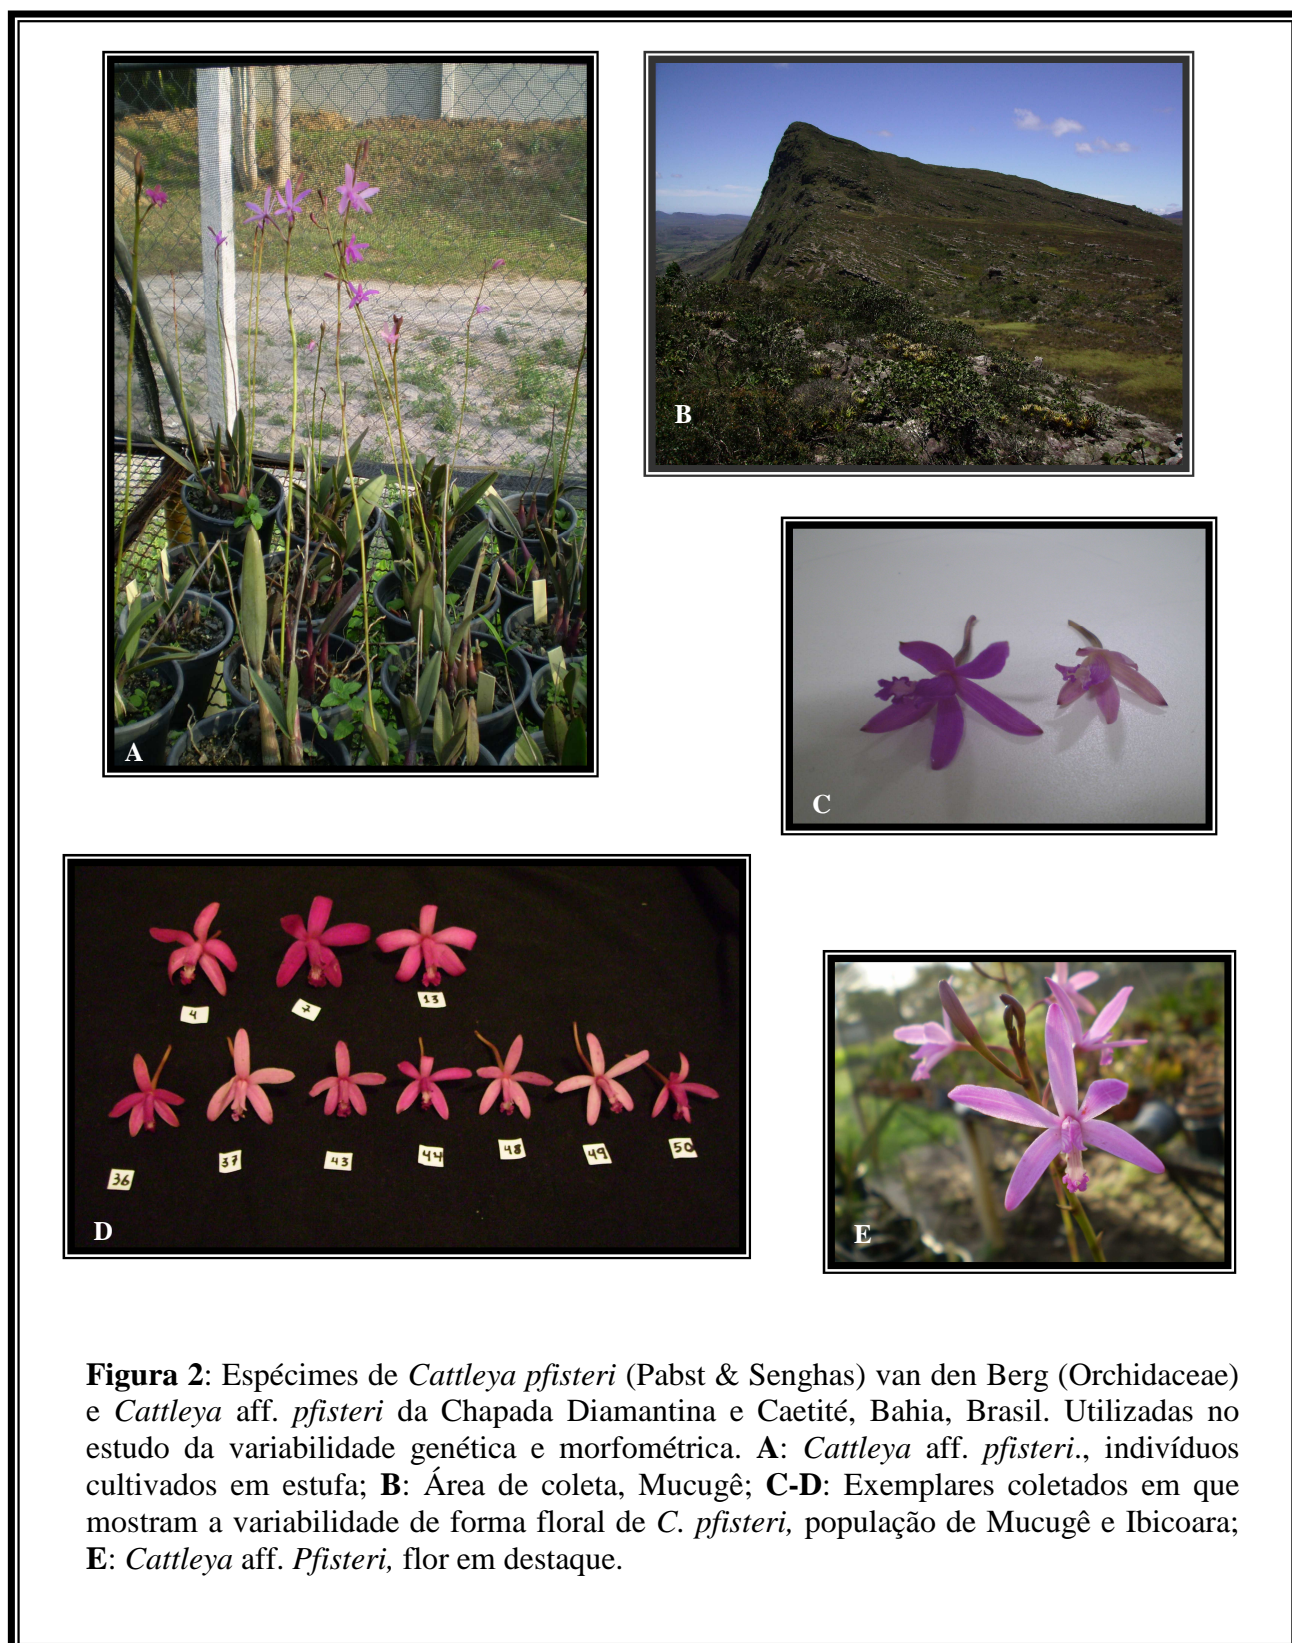 A
B
C
4
7
13
36
37
43
44
48
49
50
D
E
Figura 2: Espécimes de Cattleya pfisteri (Pabst & Senghas) van den Berg (Orchidaceae)
e Cattleya aff. pfisteri da Chapada Diamantina e Caetité, Bahia, Brasil. Utilizadas no
estudo da variabilidade genética e morfométrica. A: Cattleya aff. pfisteri., indivíduos
cultivados em estufa; B: Área de coleta, Mucugê; C-D: Exemplares coletados em que
mostram a variabilidade de forma floral de C. pfisteri, população de Mucugê e Ibicoara;
E: Cattleya aff. Pfisteri, flor em destaque.